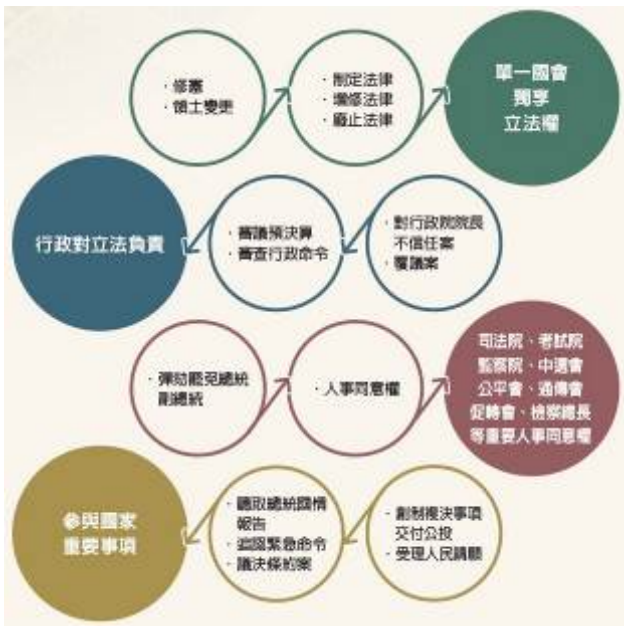 · 修憲
· 領土變更
· 制定法律
· 增修法律
· 廢止法律
單一國會
獨享
立法權
行政對立法負責
· 審議預決算
· 審查行政命令
· 對行政院院長
不信任案
· 覆議案
· 彈劾罷免總統
副總統
· 人事同意權
司法院、考試院
監察院、中選會
公平會、通傳會
促轉會、檢察總長
等重要人事同意權
參與國家
重要事項
· 聽取總統國情
報告
· 追認緊急命令
· 議決條約案
· 創制複決事項
交付公投
· 受理人民請願